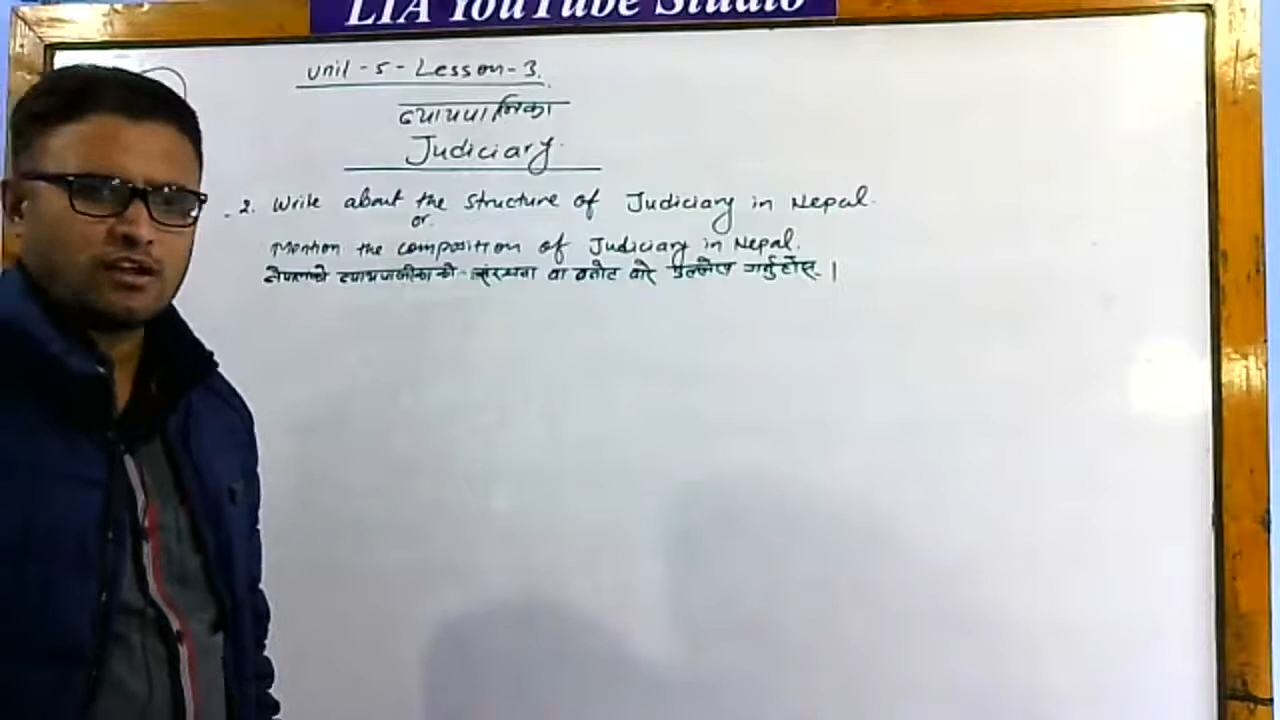 LIA YouTube Studio
Unit - 5 - Lesson - 3.
न्यायपालिका
Judiciary.
2. Write about the structure of Judiciary in Nepal.
or
Mention the composition of Judiciary in Nepal.
नेपालको न्यायपालीकाको संरचना वा बनोट बारे उल्लेख गर्नुहोस् ।